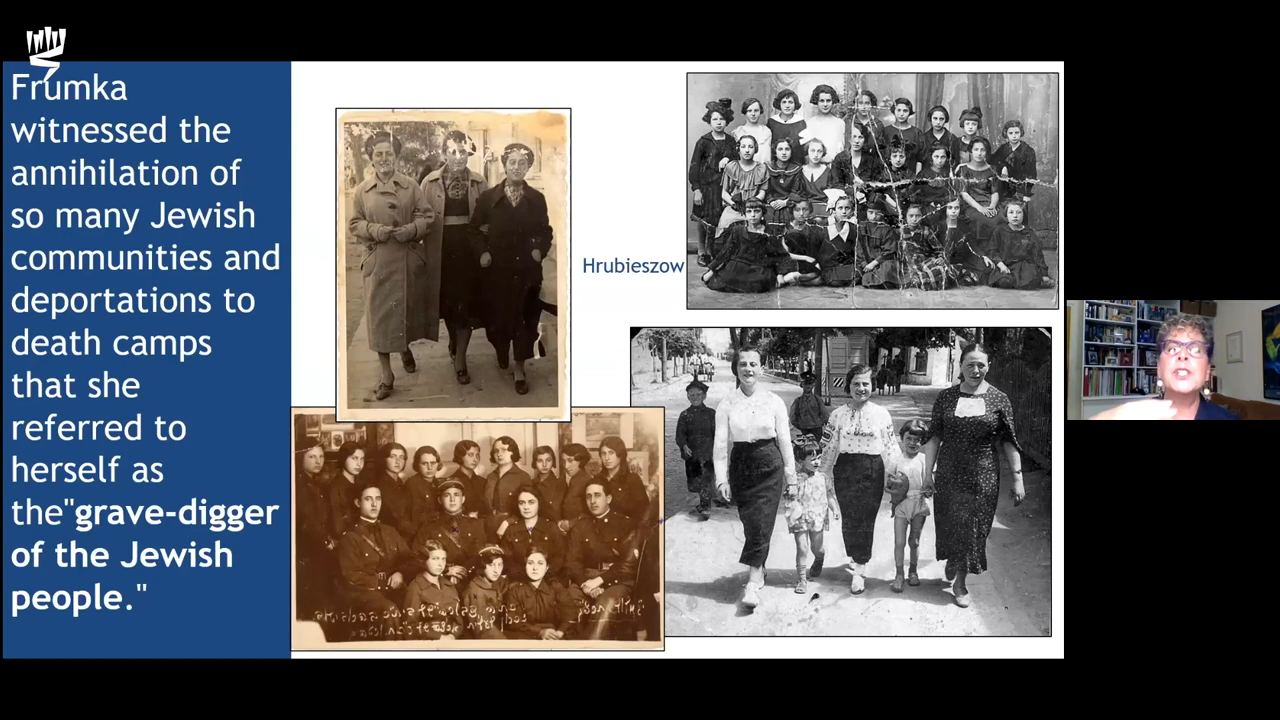 Frumka
witnessed the
annihilation of
so many Jewish
communities and
deportations to
death camps
that she
referred to
herself as
the"grave-digger
of the Jewish
people."
Hrubieszow